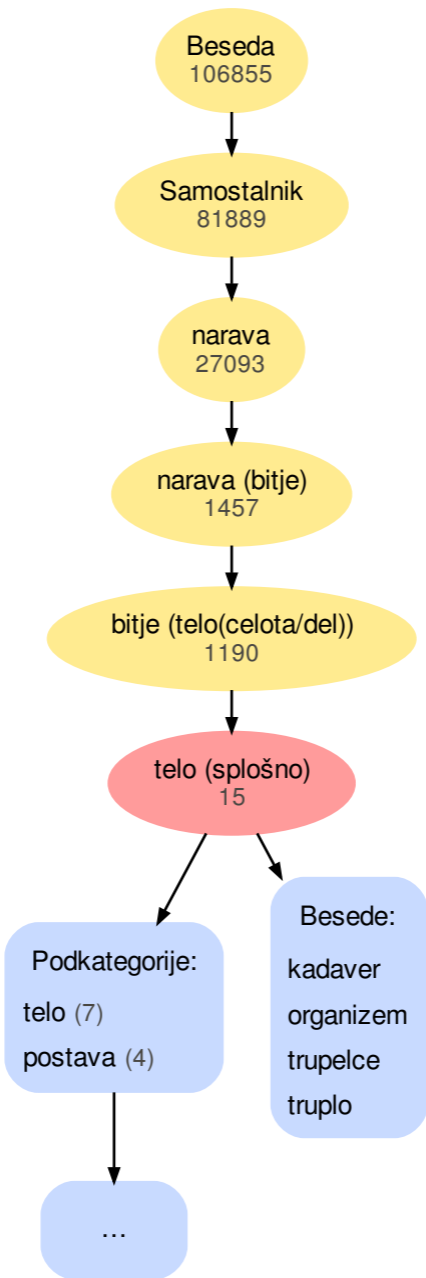 Beseda
106855
Samostalnik
81889
narava
27093
narava (bitje)
1457
bitje (telo(celota/del))
1190
telo (splošno)
15
Podkategorije:
telo (7)
postava (4)
Besede:
kadaver
organizem
trupelce
truplo
...